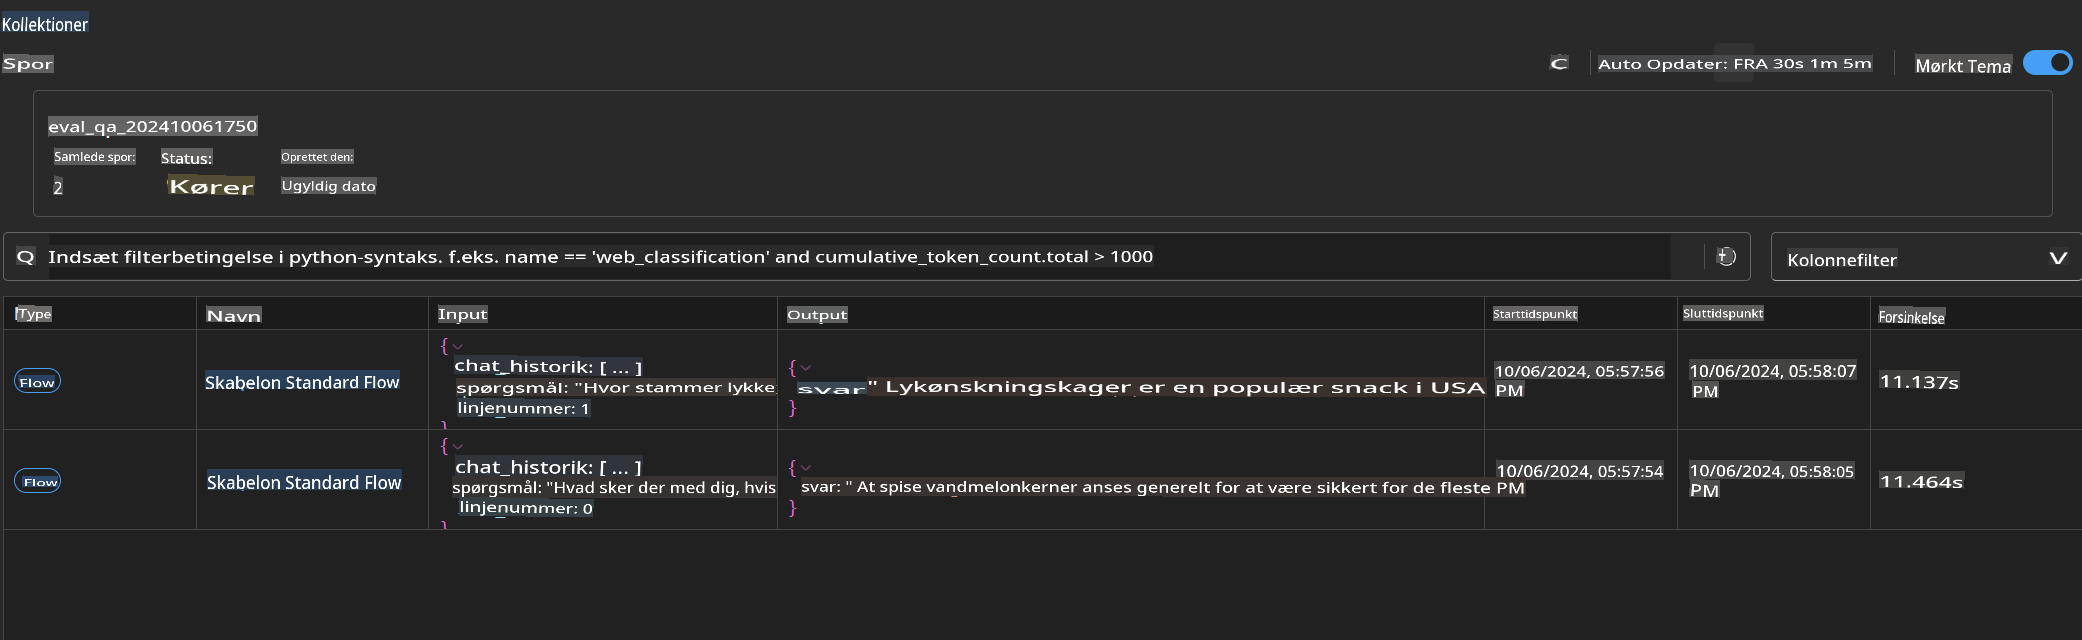 Kollektioner
Spor
Auto Opdater: FRA 30s 1m 5m
Mørkt Tema
eval_qa_202410061750
Samlede spor: Status: Oprettet den:
2 Kører Ugyldig dato
Indsæt filterbetingelse i python-syntaks. f.eks. name == 'web_classification' and cumulative_token_count.total > 1000
Kolonnefilter
Type Navn Input Output Starttidspunkt Sluttidspunkt Forsinkelse
Flow
Skabelon Standard Flow
{
chat_historik: [ ... ]
spørgsmål: "Hvor stammer lykke
linjenummer: 1
}
{
svar" Lykønskningskager er en populær snack i USA
}
10/06/2024, 05:57:56
PM
10/06/2024, 05:58:07
PM
11.137s
Flow
Skabelon Standard Flow
{
chat_historik: [ ... ]
spørgsmål: "Hvad sker der med dig, hvis
linjenummer: 0
}
{
svar: " At spise vandmelonkerner anses generelt for at være sikkert for de fleste
}
10/06/2024, 05:57:54
PM
10/06/2024, 05:58:05
PM
11.464s